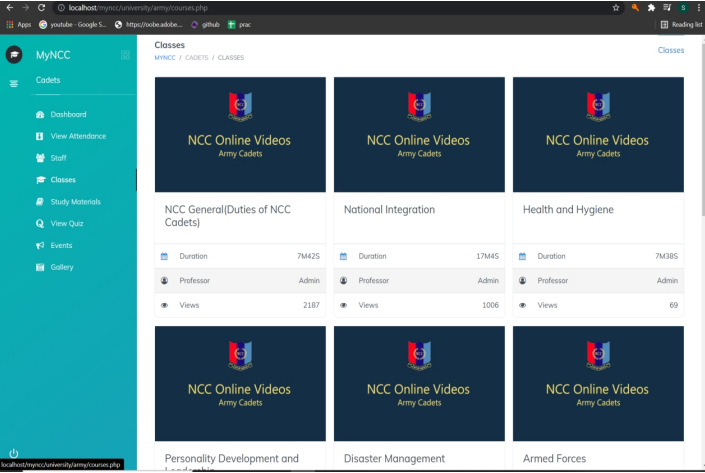 localhost/myncc/university/army/courses.php
Apps
youtube - Google S...
https://oobe.adobe...
github
prac
Reading list
MyNCC
Cadets
Dashboard
View Attendance
Staff
Classes
Study Materials
View Quiz
Events
Gallery
localhost/myncc/university/army/courses.php
Classes
MYNCC / CADETS / CLASSES
Classes
NCC Online Videos
Army Cadets
NCC General(Duties of NCC
Cadets)
Duration 7M42S
Professor Admin
Views 2187
NCC Online Videos
Army Cadets
National Integration
Duration 17M4S
Professor Admin
Views 1006
NCC Online Videos
Army Cadets
Health and Hygiene
Duration 7M38S
Professor Admin
Views 69
NCC Online Videos
Army Cadets
Personality Development and
NCC Online Videos
Army Cadets
Disaster Management
NCC Online Videos
Army Cadets
Armed Forces